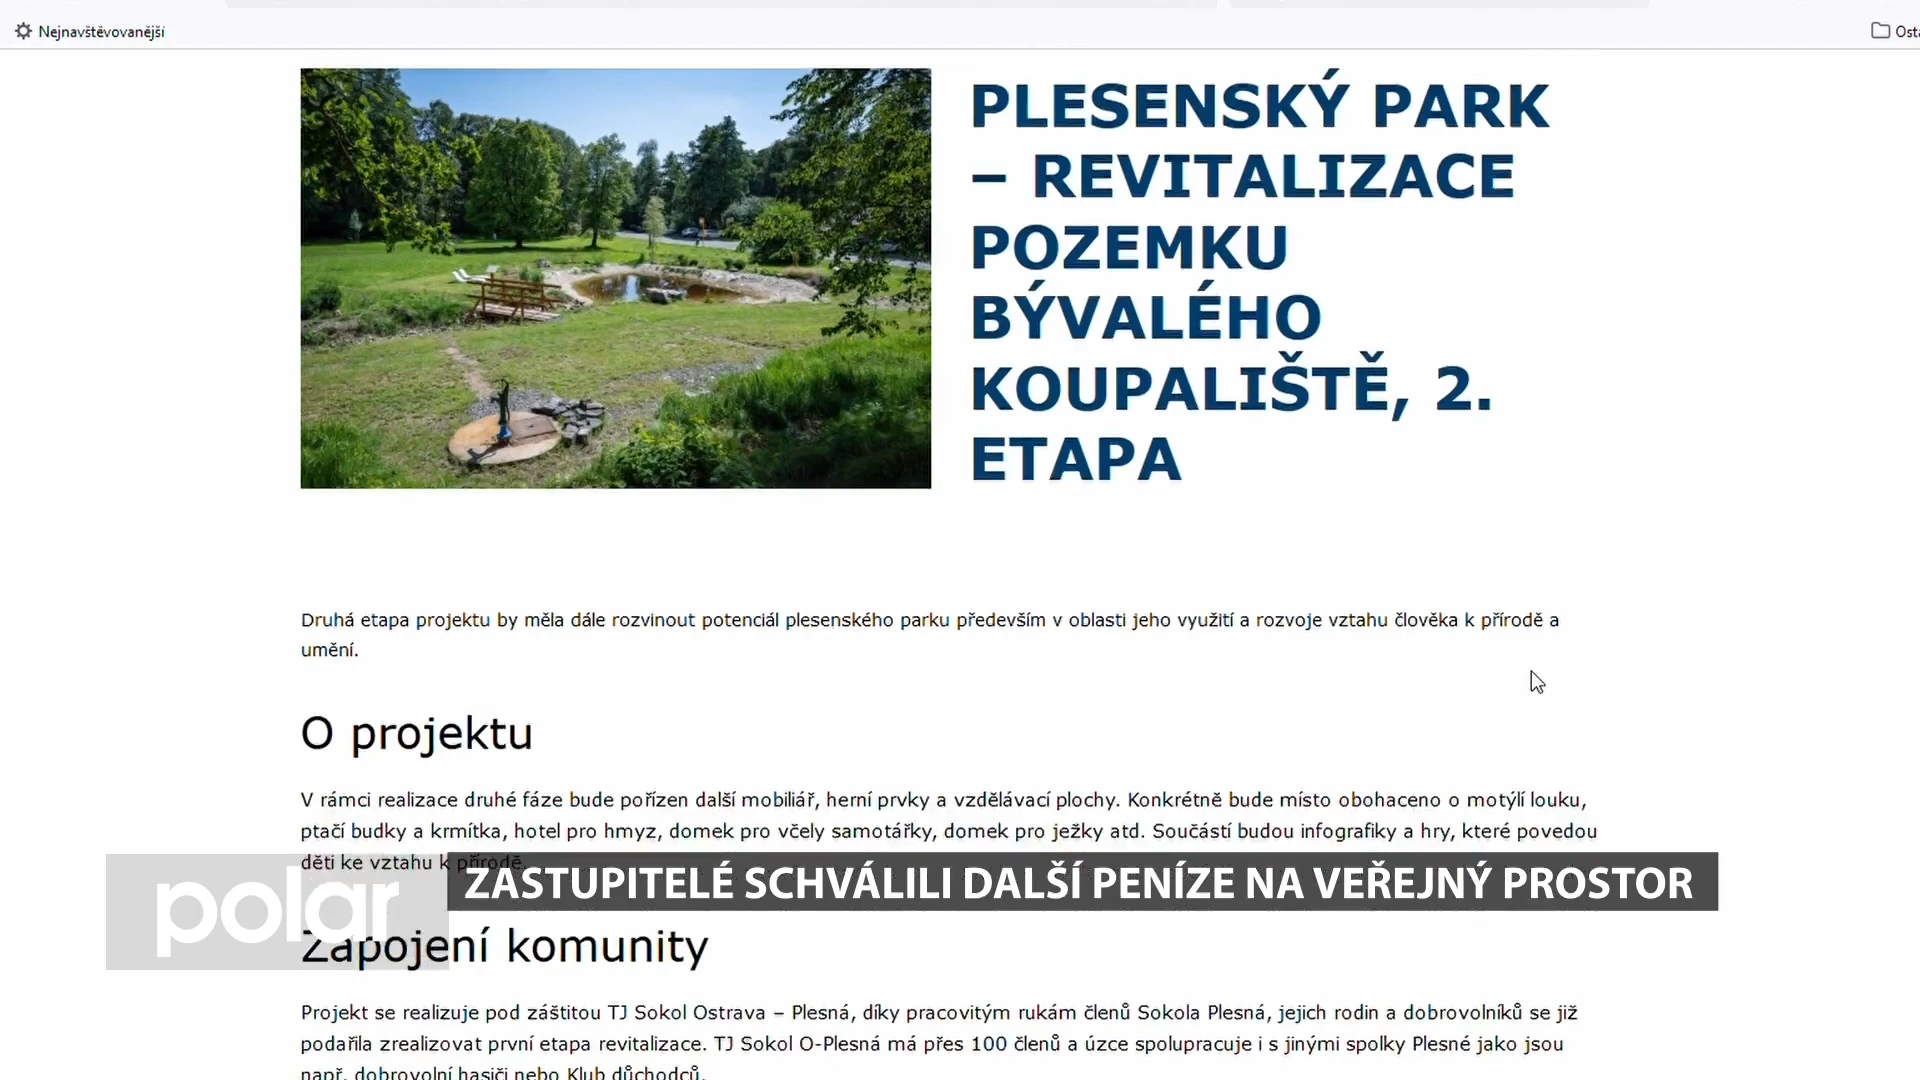 Nejnavštěvovanější
PLESENSKÝ PARK
– REVITALIZACE
POZEMKU
BÝVALÉHO
KOUPALIŠTĚ, 2.
ETAPA
Druhá etapa projektu by měla dále rozvinout potenciál plesenského parku především v oblasti jeho využití a rozvoje vztahu člověka k přírodě a
umění.
O projektu
V rámci realizace druhé fáze bude pořízen další mobiliář, herní prvky a vzdělávací plochy. Konkrétně bude místo obohaceno o motýlí louku,
ptačí budky a krmítka, hotel pro hmyz, domek pro včely samotářky, domek pro ježky atd. Součástí budou infografiky a hry, které povedou
děti ke vztahu k přírodě.
polar
ZASTUPITELÉ SCHVÁLILI DALŠÍ PENÍZE NA VEŘEJNÝ PROSTOR
Zapojení komunity
Projekt se realizuje pod záštitou TJ Sokol Ostrava – Plesná, díky pracovitým rukám členů Sokola Plesná, jejich rodin a dobrovolníků se již
podařila zrealizovat první etapa revitalizace. TJ Sokol O-Plesná má přes 100 členů a úzce spolupracuje i s jinými spolky Plesné jako jsou
např. dobrovolní hasiči nebo Klub důchodců.